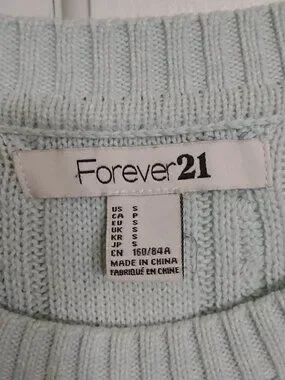 Forever21
US S
CA P
EU S
UK S
KR S
JP S
CN 160/84A
MADE IN CHINA
FABRIQUÉ EN CHINE